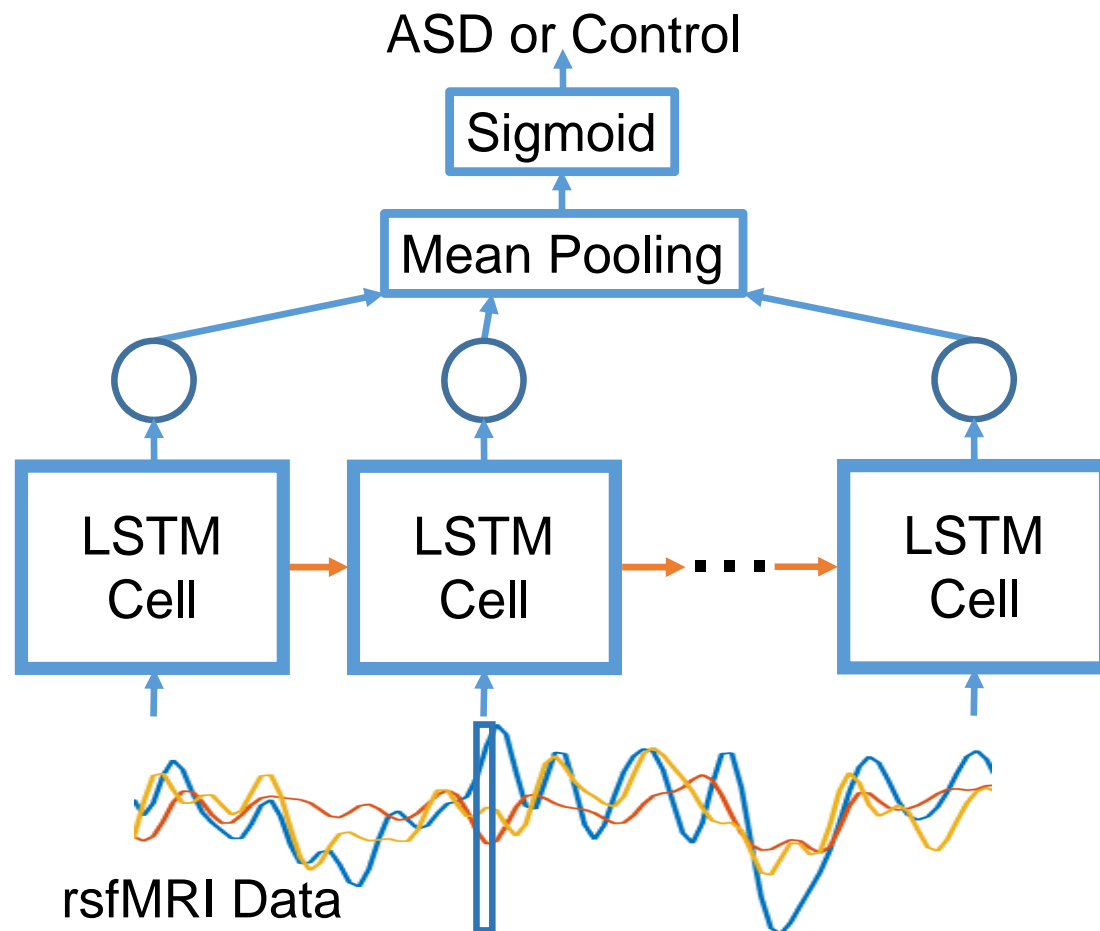 ASD or Control
Sigmoid
Mean Pooling
LSTM
Cell
LSTM
Cell
...
LSTM
Cell
rsfMRI Data